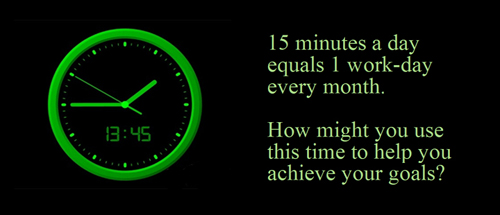 13:45
15 minutes a day
equals 1 work-day
every month.
How might you use
this time to help you
achieve your goals?